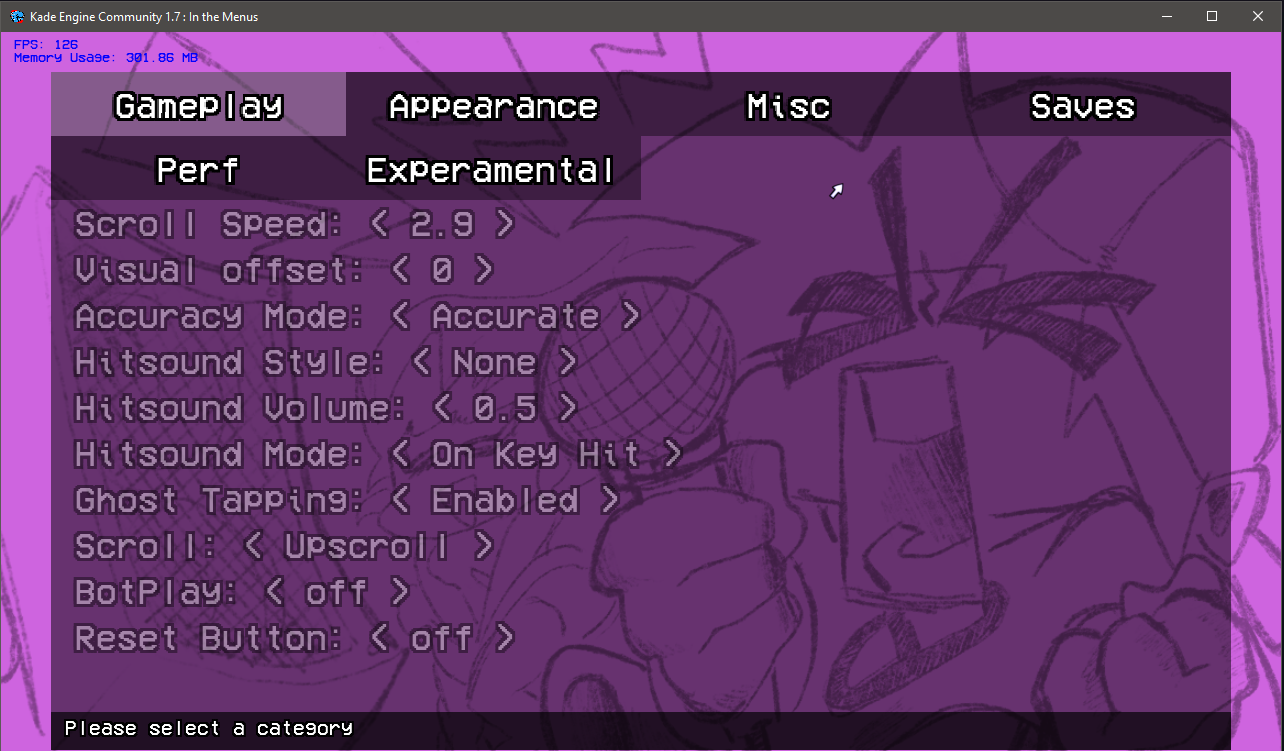 Kade Engine Community 1.7 : In the Menus
FPS: 126
Memory Usage: 301.86 MB
Gameplay Appearance Misc Saves
Perf Experamental
Scroll Speed: < 2.9 >
Visual offset: < 0 >
Accuracy Mode: < Accurate >
Hitsound Style: < None >
Hitsound Volume: < 0.5 >
Hitsound Mode: < On Key Hit >
Ghost Tapping: < Enabled >
Scroll: < Upscroll >
BotPlay: < off >
Reset Button: < off >
Please select a category